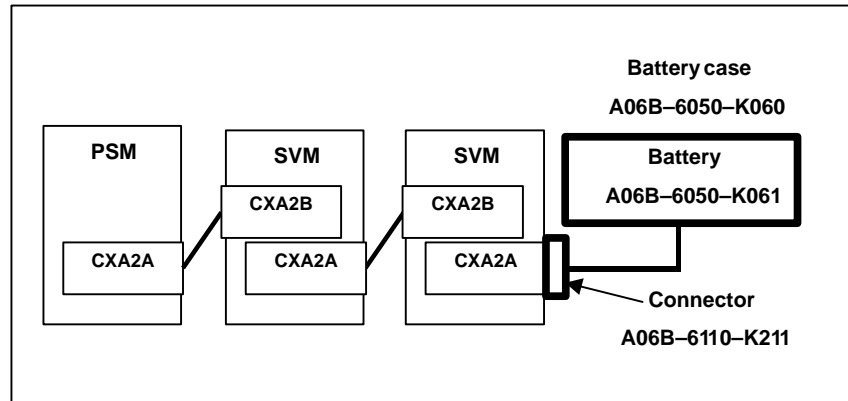 Battery case
A06B–6050–K060
PSM
SVM
SVM
Battery
A06B–6050–K061
CXA2B
CXA2B
CXA2A
CXA2A
CXA2A
Connector
A06B–6110–K211